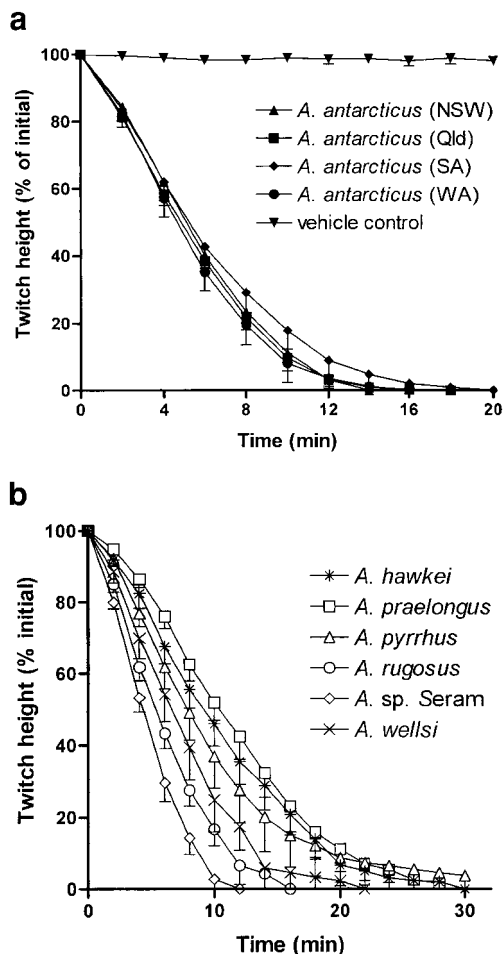 a
Twitch height (% of initial)
100
80
60
40
20
0
A. antarcticus (NSW)
A. antarcticus (Qld)
A. antarcticus (SA)
A. antarcticus (WA)
vehicle control
0 4 8 12 16 20
Time (min)
b
Twitch height (% initial)
100
80
60
40
20
0
A. hawkei
A. praelongus
A. pyrrhus
A. rugosus
A. sp. Seram
A. wellsi
0 10 20 30
Time (min)